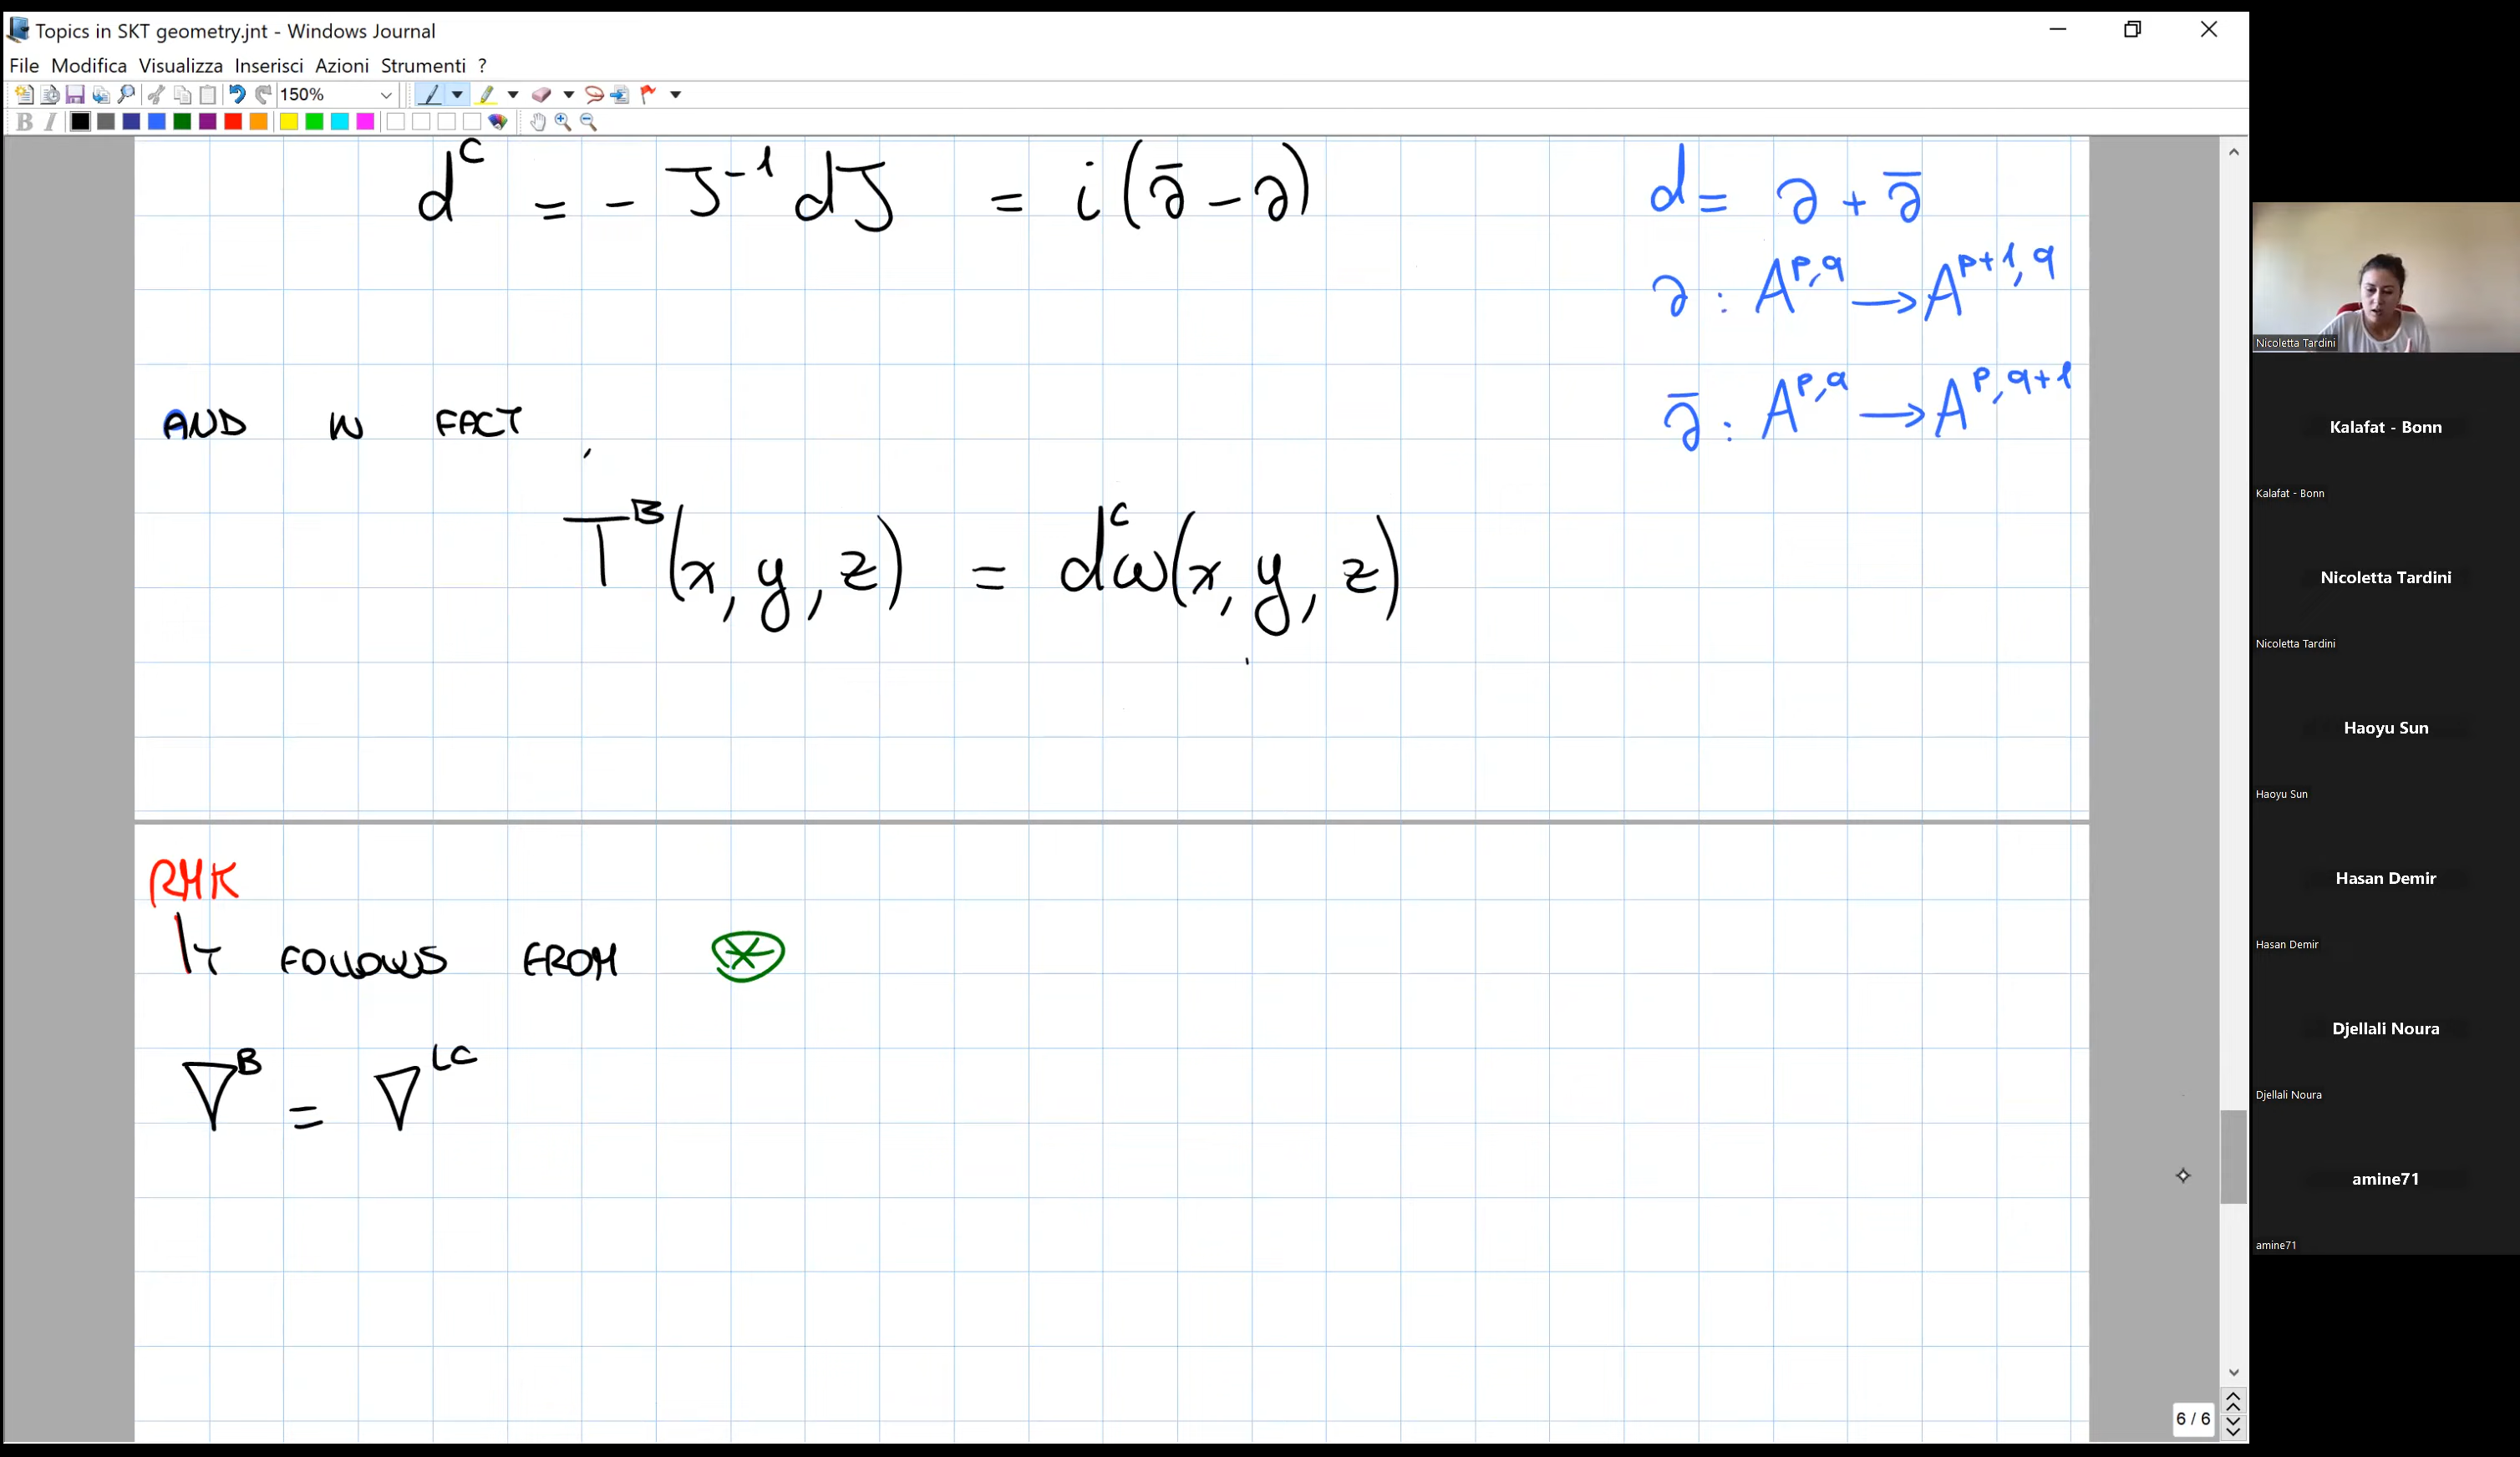 Topics in SKT geometry.jnt - Windows Journal
File Modifica Visualizza Inserisci Azioni Strumenti ?
150%
B I
d^c = - J^-1 d J = i(∂̄ - ∂)
d = ∂ + ∂̄
∂ : A^p,q → A^p+1,q
∂̄ : A^p,q → A^p,q+1
AND IN FACT,
T^B(x, y, z) = d^c ω(x, y, z)
RMK
IT FOLLOWS FROM ⊛
∇^B = ∇^LC
6 / 6
Nicoletta Tardini
Kalafat - Bonn
Kalafat - Bonn
Nicoletta Tardini
Nicoletta Tardini
Haoyu Sun
Haoyu Sun
Hasan Demir
Hasan Demir
Djellali Noura
Djellali Noura
amine71
amine71